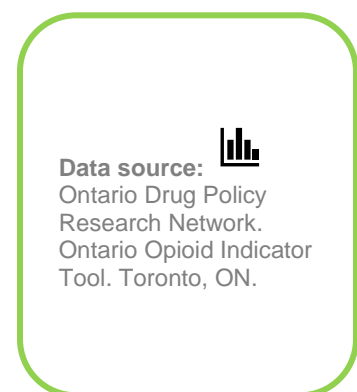 Data source:
Ontario Drug Policy
Research Network.
Ontario Opioid Indicator
Tool. Toronto, ON.